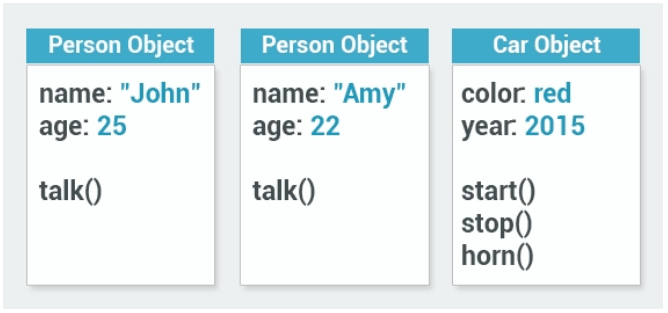 Person Object
name: "John"
age: 25
talk()
Person Object
name: "Amy"
age: 22
talk()
Car Object
color: red
year: 2015
start()
stop()
horn()